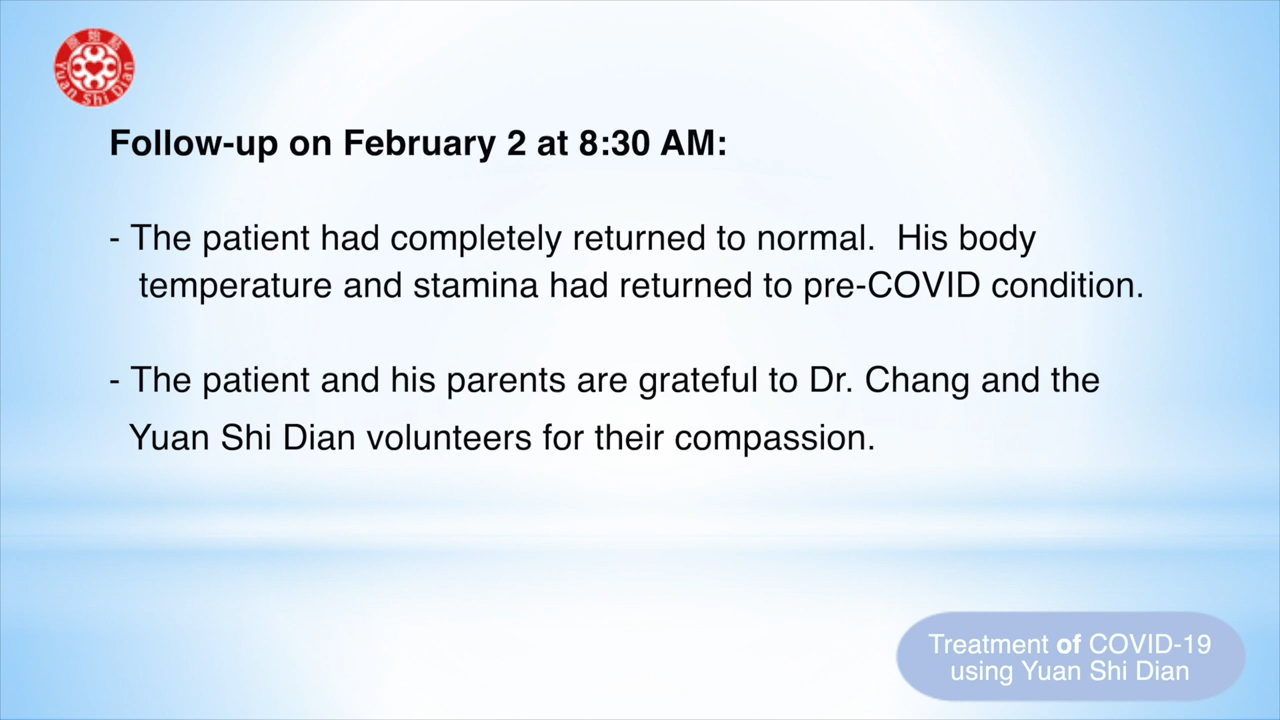 原始點
Yuan Shi Dian
Follow-up on February 2 at 8:30 AM:
- The patient had completely returned to normal.  His body
temperature and stamina had returned to pre-COVID condition.
- The patient and his parents are grateful to Dr. Chang and the
Yuan Shi Dian volunteers for their compassion.
Treatment of COVID-19
using Yuan Shi Dian